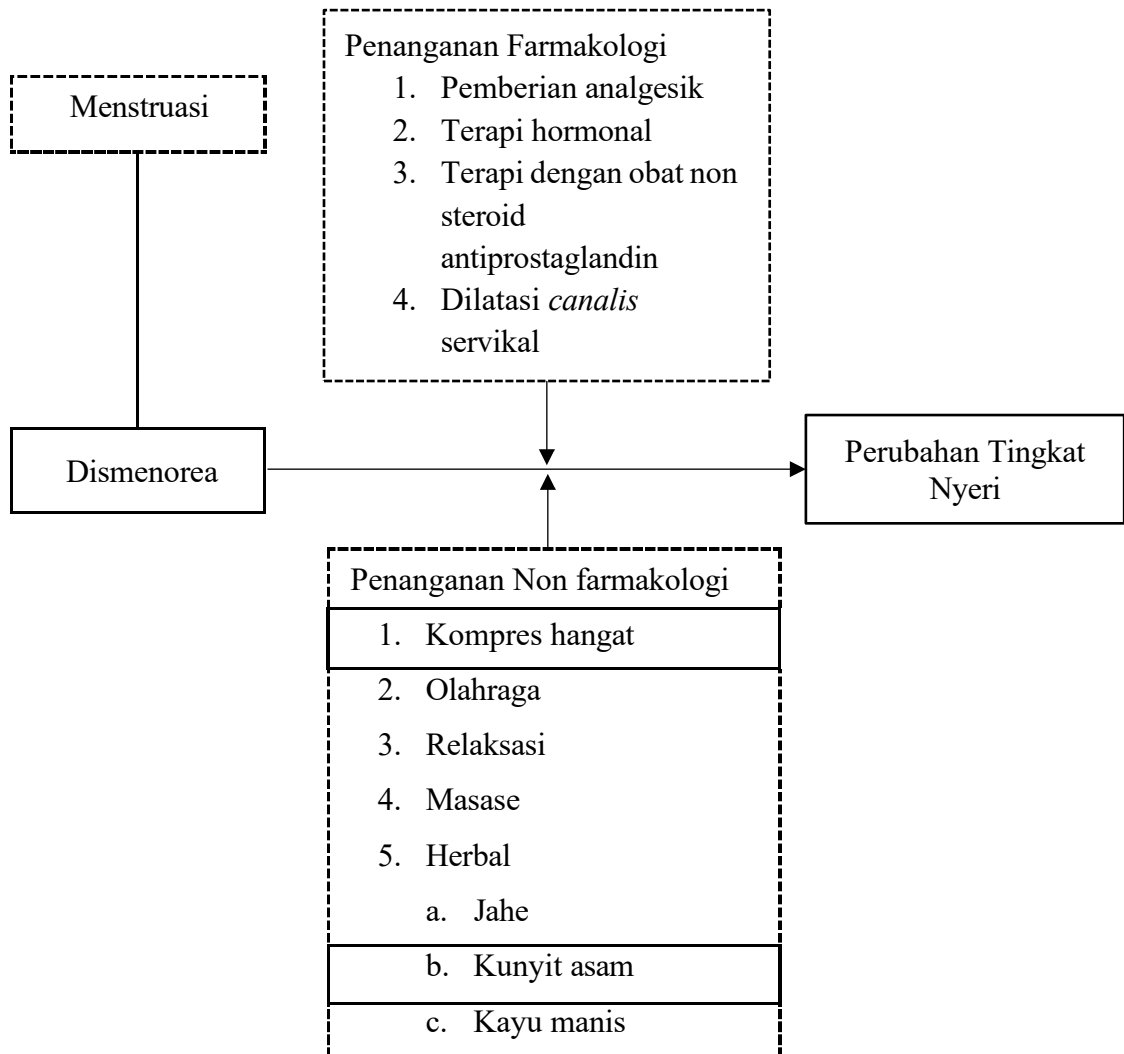 Penanganan Farmakologi
1. Pemberian analgesik
2. Terapi hormonal
3. Terapi dengan obat non
steroid
antiprostaglandin
4. Dilatasi canalis
servikal
Menstruasi
Dismenorea
Perubahan Tingkat
Nyeri
Penanganan Non farmakologi
1. Kompres hangat
2. Olahraga
3. Relaksasi
4. Masase
5. Herbal
a. Jahe
b. Kunyit asam
c. Kayu manis